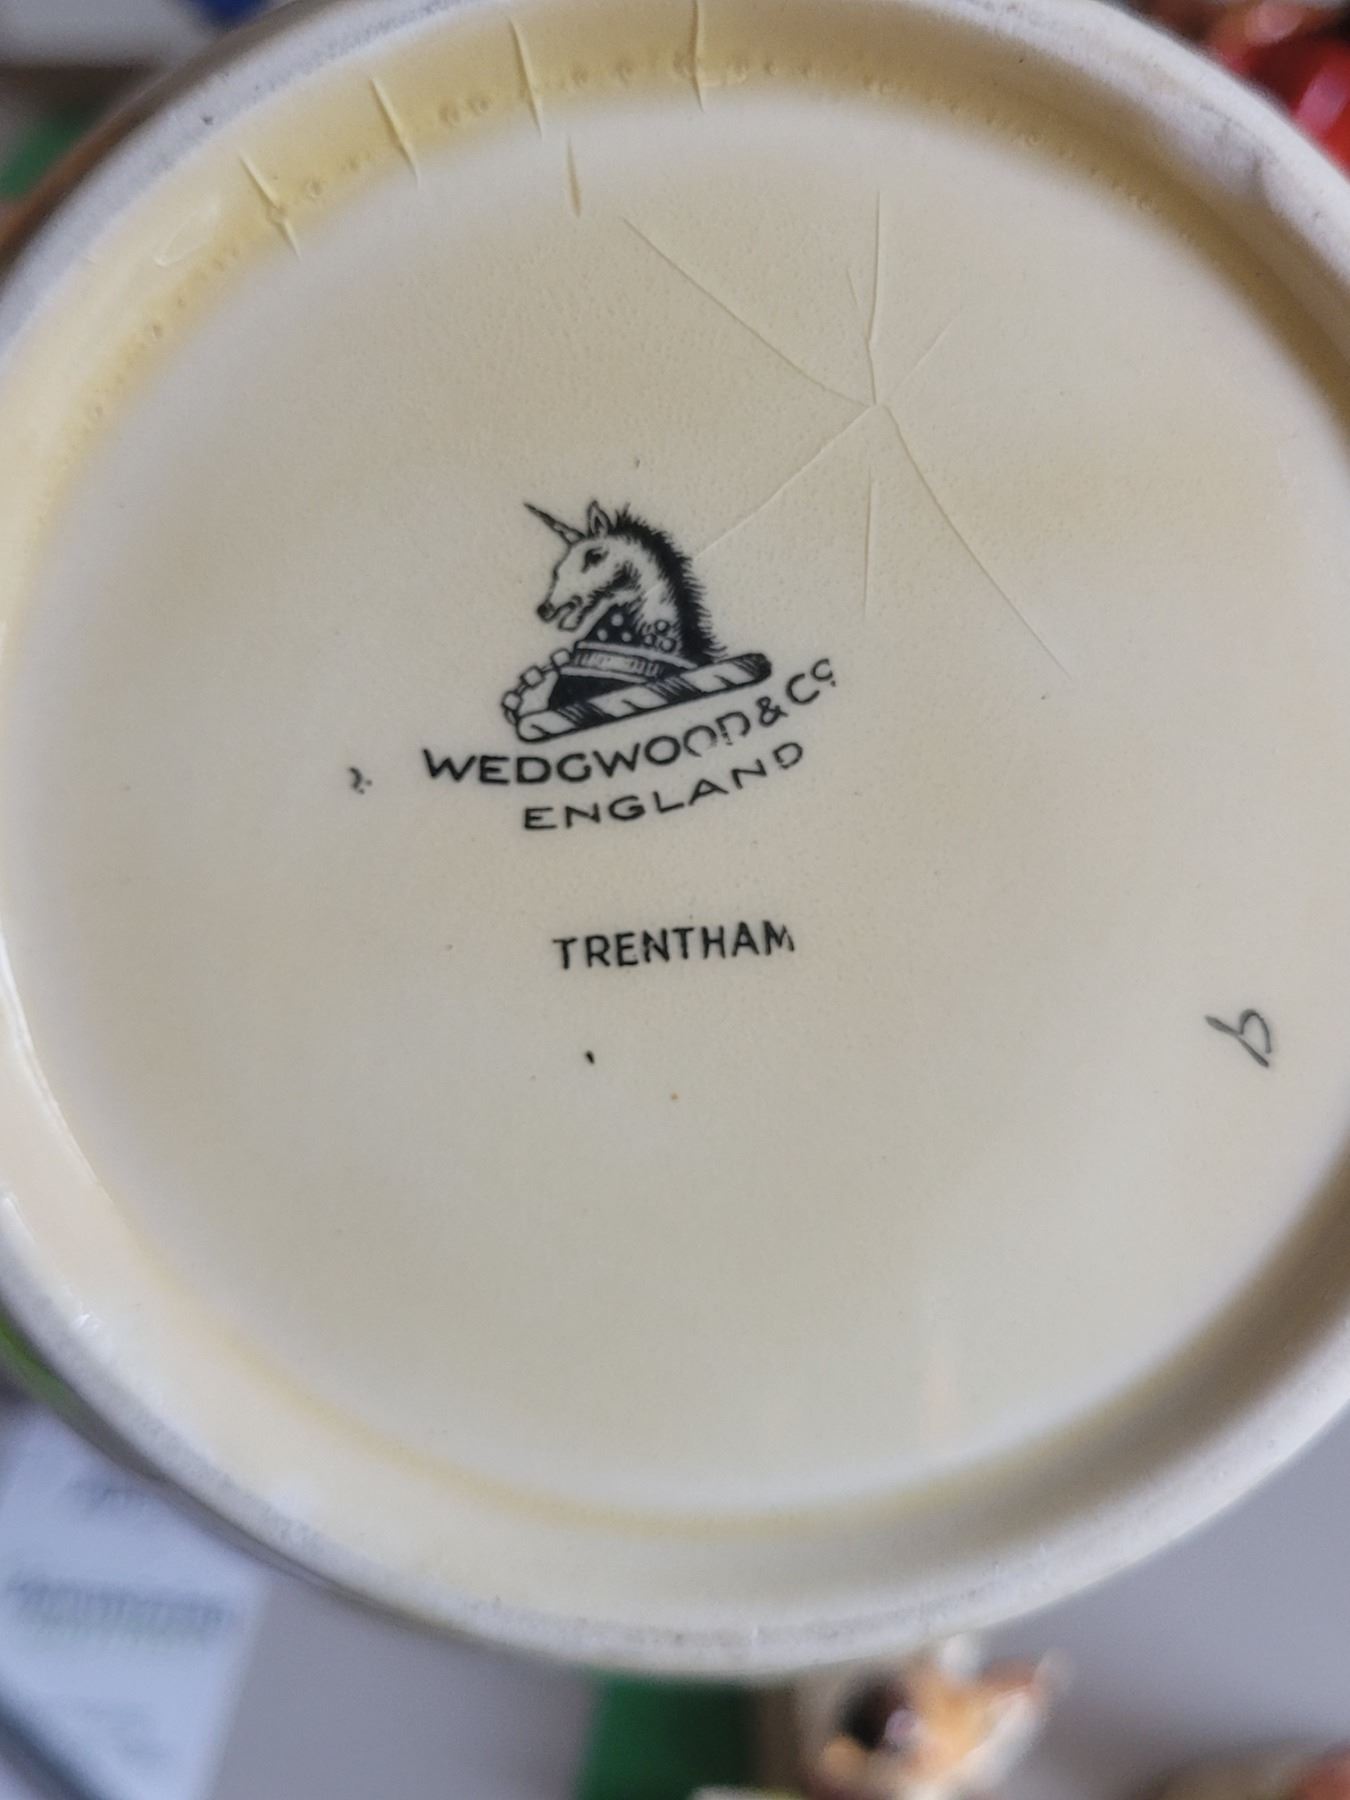 WEDGWOOD & Co
ENGLAND
TRENTHAM
b